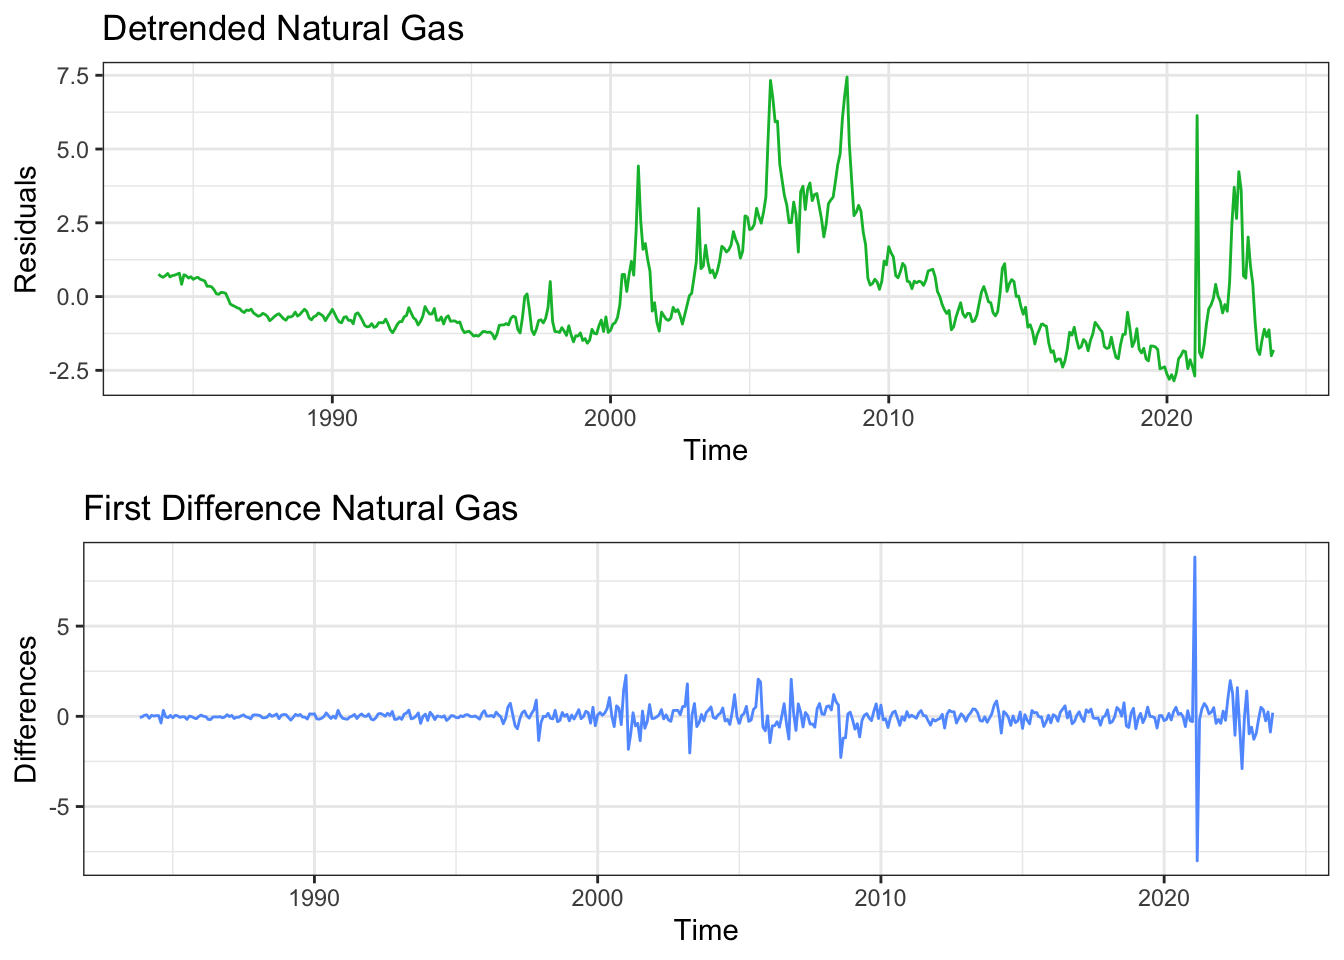 Detrended Natural Gas
7.5
5.0
2.5
0.0
-2.5
Residuals
1990 2000 2010 2020
Time
First Difference Natural Gas
5
0
-5
Differences
1990 2000 2010 2020
Time